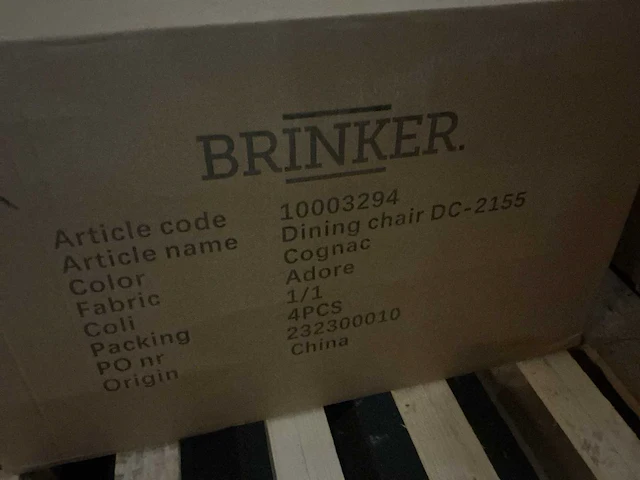 BRINKER.
Article code 10003294
Article name Dining chair DC-2155
Color Cognac
Fabric Adore
Coli 1/1
Packing 4PCS
PO nr 232300010
Origin China